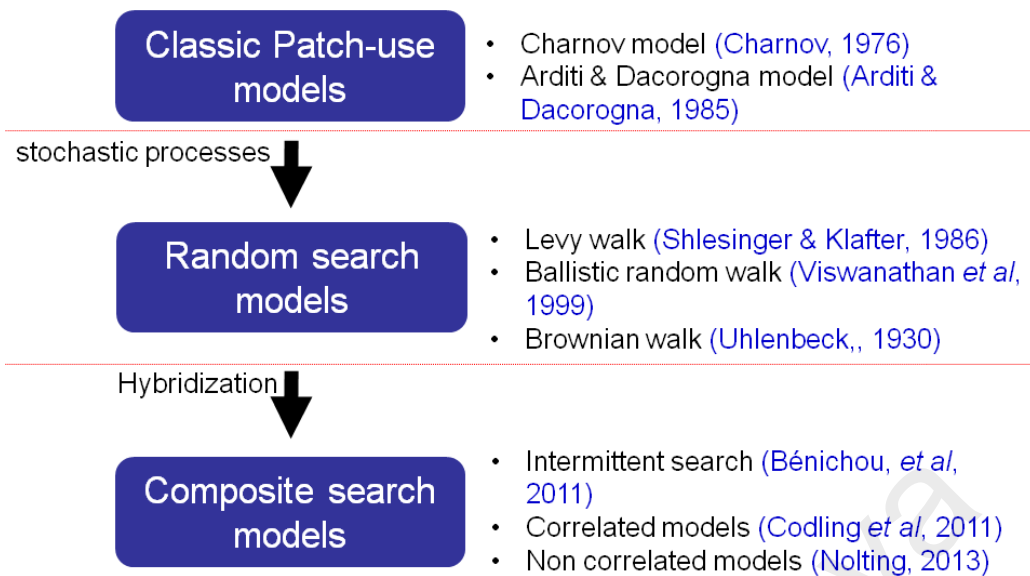 Classic Patch-use
models
• Charnov model (Charnov, 1976)
• Arditi & Dacorogna model (Arditi &
Dacorogna, 1985)
stochastic processes
Random search
models
• Levy walk (Shlesinger & Klafter, 1986)
• Ballistic random walk (Viswanathan et al,
1999)
• Brownian walk (Uhlenbeck,, 1930)
Hybridization
Composite search
models
• Intermittent search (Bénichou, et al,
2011)
• Correlated models (Codling et al, 2011)
• Non correlated models (Nolting, 2013)